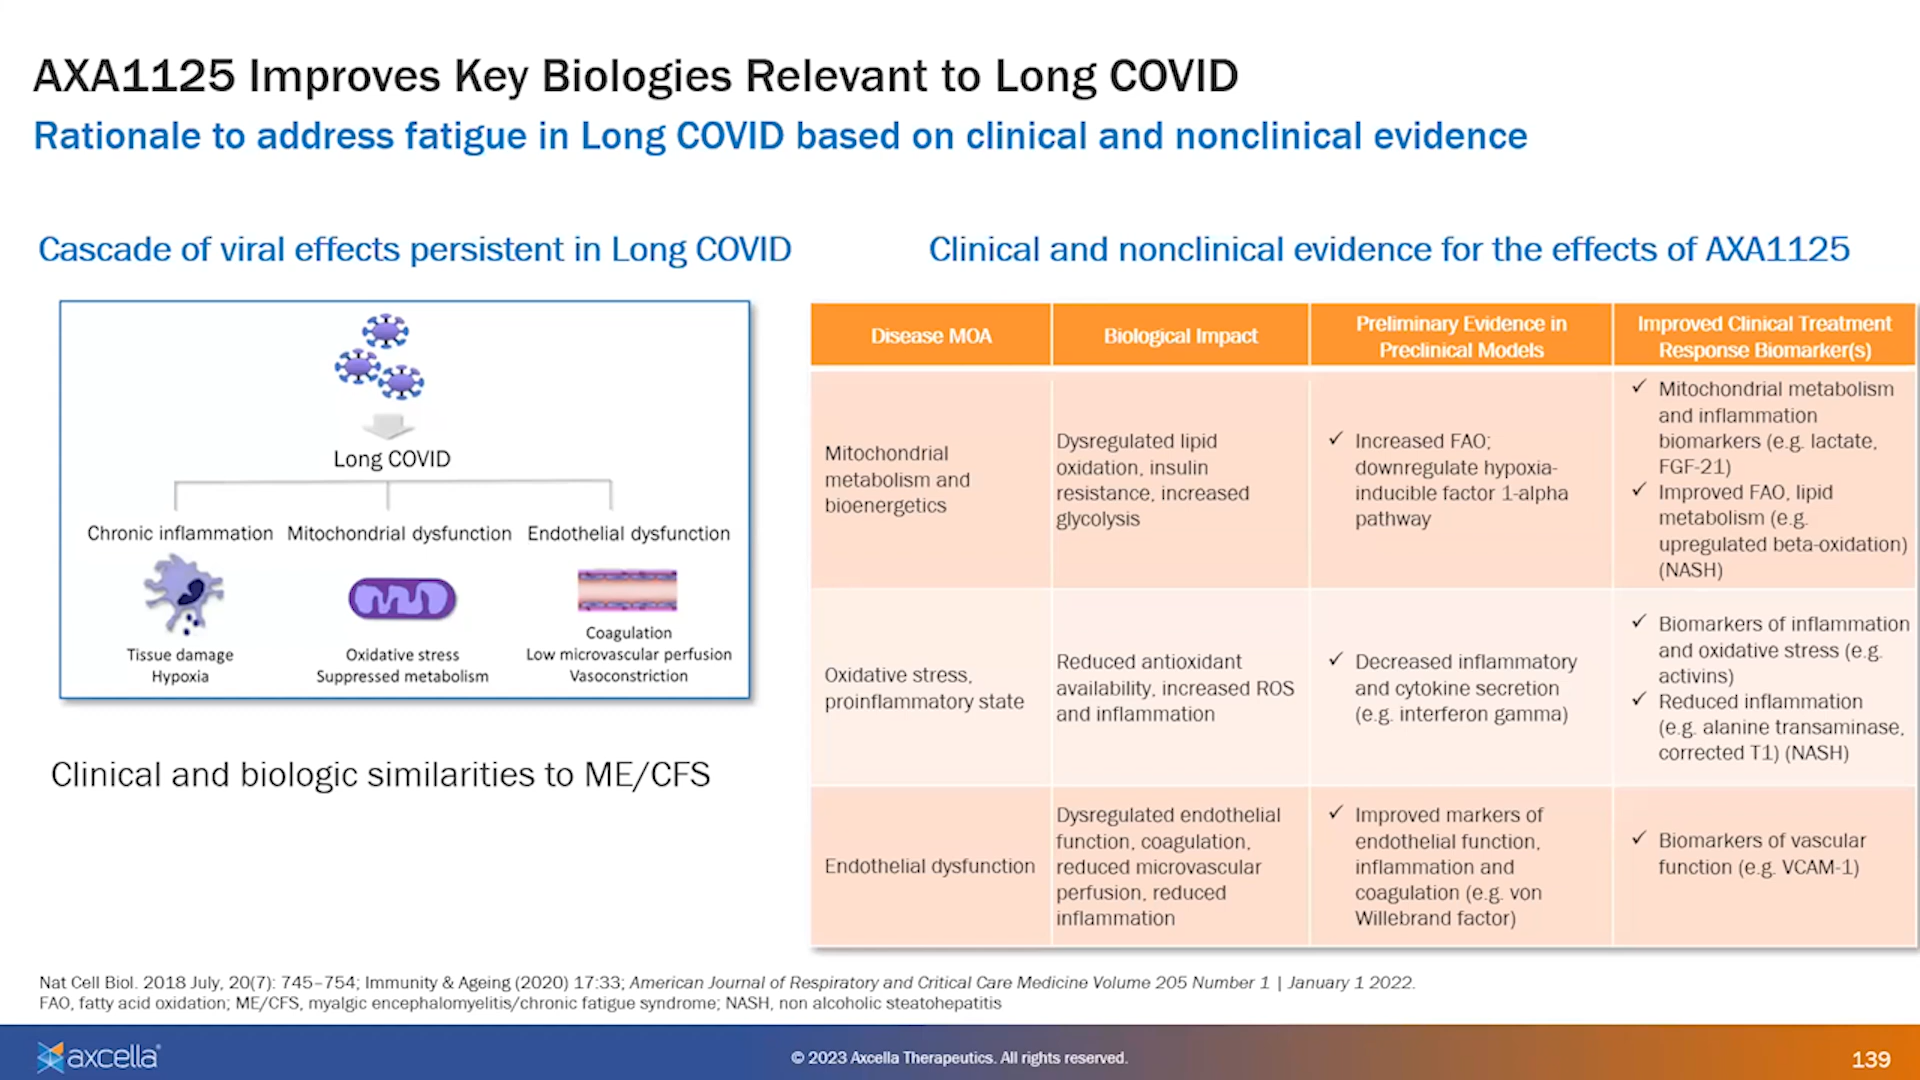 AXA1125 Improves Key Biologies Relevant to Long COVID
Rationale to address fatigue in Long COVID based on clinical and nonclinical evidence
Cascade of viral effects persistent in Long COVID
Long COVID
Chronic inflammation
Mitochondrial dysfunction
Endothelial dysfunction
Tissue damage
Hypoxia
Oxidative stress
Suppressed metabolism
Coagulation
Low microvascular perfusion
Vasoconstriction
Clinical and biologic similarities to ME/CFS
Clinical and nonclinical evidence for the effects of AXA1125
Disease MOA
Biological Impact
Preliminary Evidence in
Preclinical Models
Improved Clinical Treatment
Response Biomarker(s)
Mitochondrial
metabolism and
bioenergetics
Dysregulated lipid
oxidation, insulin
resistance, increased
glycolysis
✓ Increased FAO;
downregulate hypoxia-
inducible factor 1-alpha
pathway
✓ Mitochondrial metabolism
and inflammation
biomarkers (e.g. lactate,
FGF-21)
✓ Improved FAO, lipid
metabolism (e.g.
upregulated beta-oxidation)
(NASH)
Oxidative stress,
proinflammatory state
Reduced antioxidant
availability, increased ROS
and inflammation
✓ Decreased inflammatory
and cytokine secretion
(e.g. interferon gamma)
✓ Biomarkers of inflammation
and oxidative stress (e.g.
activins)
✓ Reduced inflammation
(e.g. alanine transaminase,
corrected T1) (NASH)
Endothelial dysfunction
Dysregulated endothelial
function, coagulation,
reduced microvascular
perfusion, reduced
inflammation
✓ Improved markers of
endothelial function,
inflammation and
coagulation (e.g. von
Willebrand factor)
✓ Biomarkers of vascular
function (e.g. VCAM-1)
Nat Cell Biol. 2018 July, 20(7): 745–754; Immunity & Ageing (2020) 17:33; American Journal of Respiratory and Critical Care Medicine Volume 205 Number 1 | January 1 2022.
FAO, fatty acid oxidation; ME/CFS, myalgic encephalomyelitis/chronic fatigue syndrome; NASH, non alcoholic steatohepatitis
axcella®
© 2023 Axcella Therapeutics. All rights reserved.
139